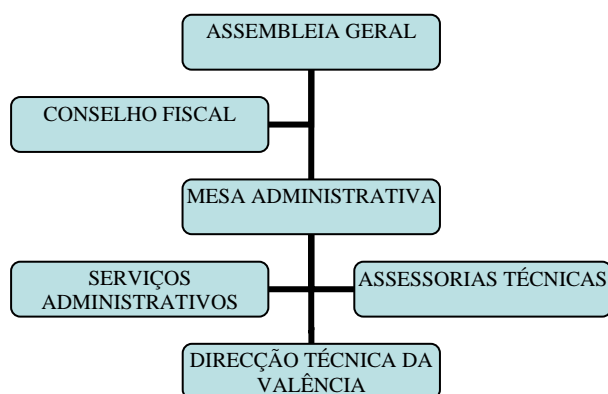 ASSEMBLEIA GERAL
CONSELHO FISCAL
MESA ADMINISTRATIVA
SERVIÇOS
ADMINISTRATIVOS
ASSESSORIAS TÉCNICAS
DIRECÇÃO TÉCNICA DA
VALÊNCIA